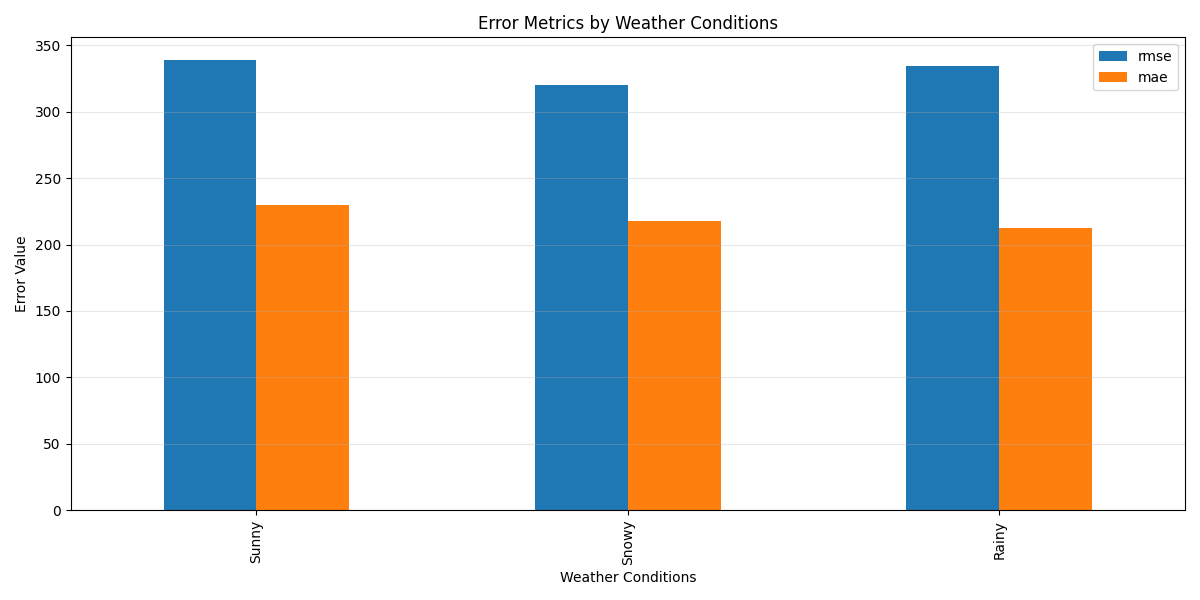 Error Metrics by Weather Conditions
rmse
mae
350
300
250
200
150
100
50
0
Error Value
Sunny
Snowy
Rainy
Weather Conditions